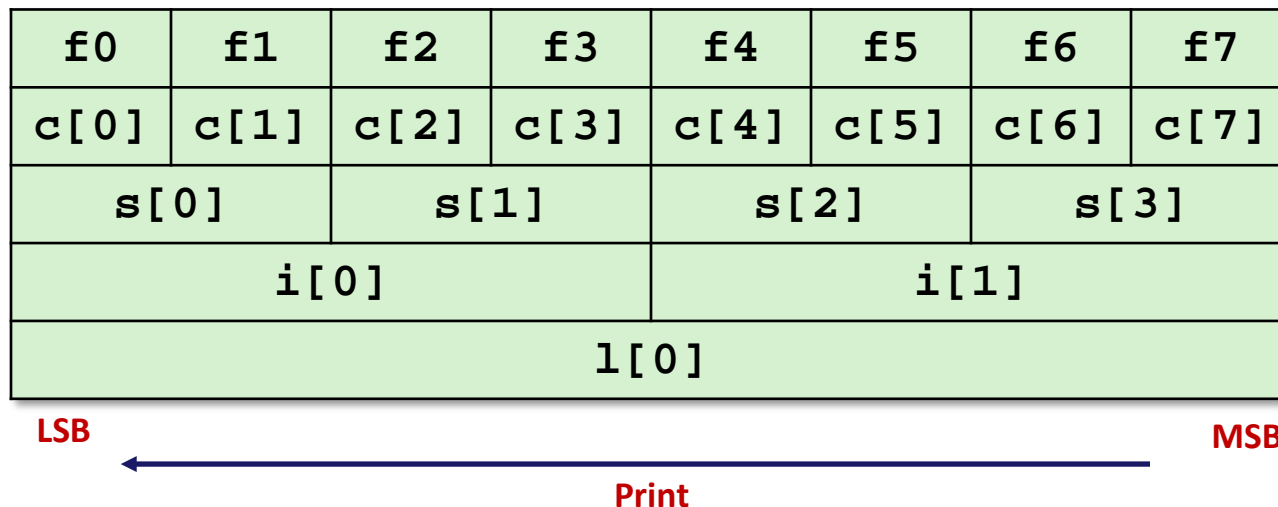 f0 f1 f2 f3 f4 f5 f6 f7
c[0] c[1] c[2] c[3] c[4] c[5] c[6] c[7]
s[0] s[1] s[2] s[3]
i[0] i[1]
l[0]
LSB MSB
Print